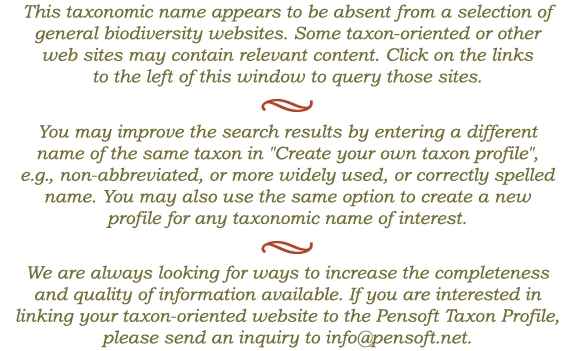 This taxonomic name appears to be absent from a selection of
general biodiversity websites. Some taxon-oriented or other
web sites may contain relevant content. Click on the links
to the left of this window to query those sites.
You may improve the search results by entering a different
name of the same taxon in "Create your own taxon profile",
e.g., non-abbreviated, or more widely used, or correctly spelled
name. You may also use the same option to create a new
profile for any taxonomic name of interest.
We are always looking for ways to increase the completeness
and quality of information available. If you are interested in
linking your taxon-oriented website to the Pensoft Taxon Profile,
please send an inquiry to info@pensoft.net.